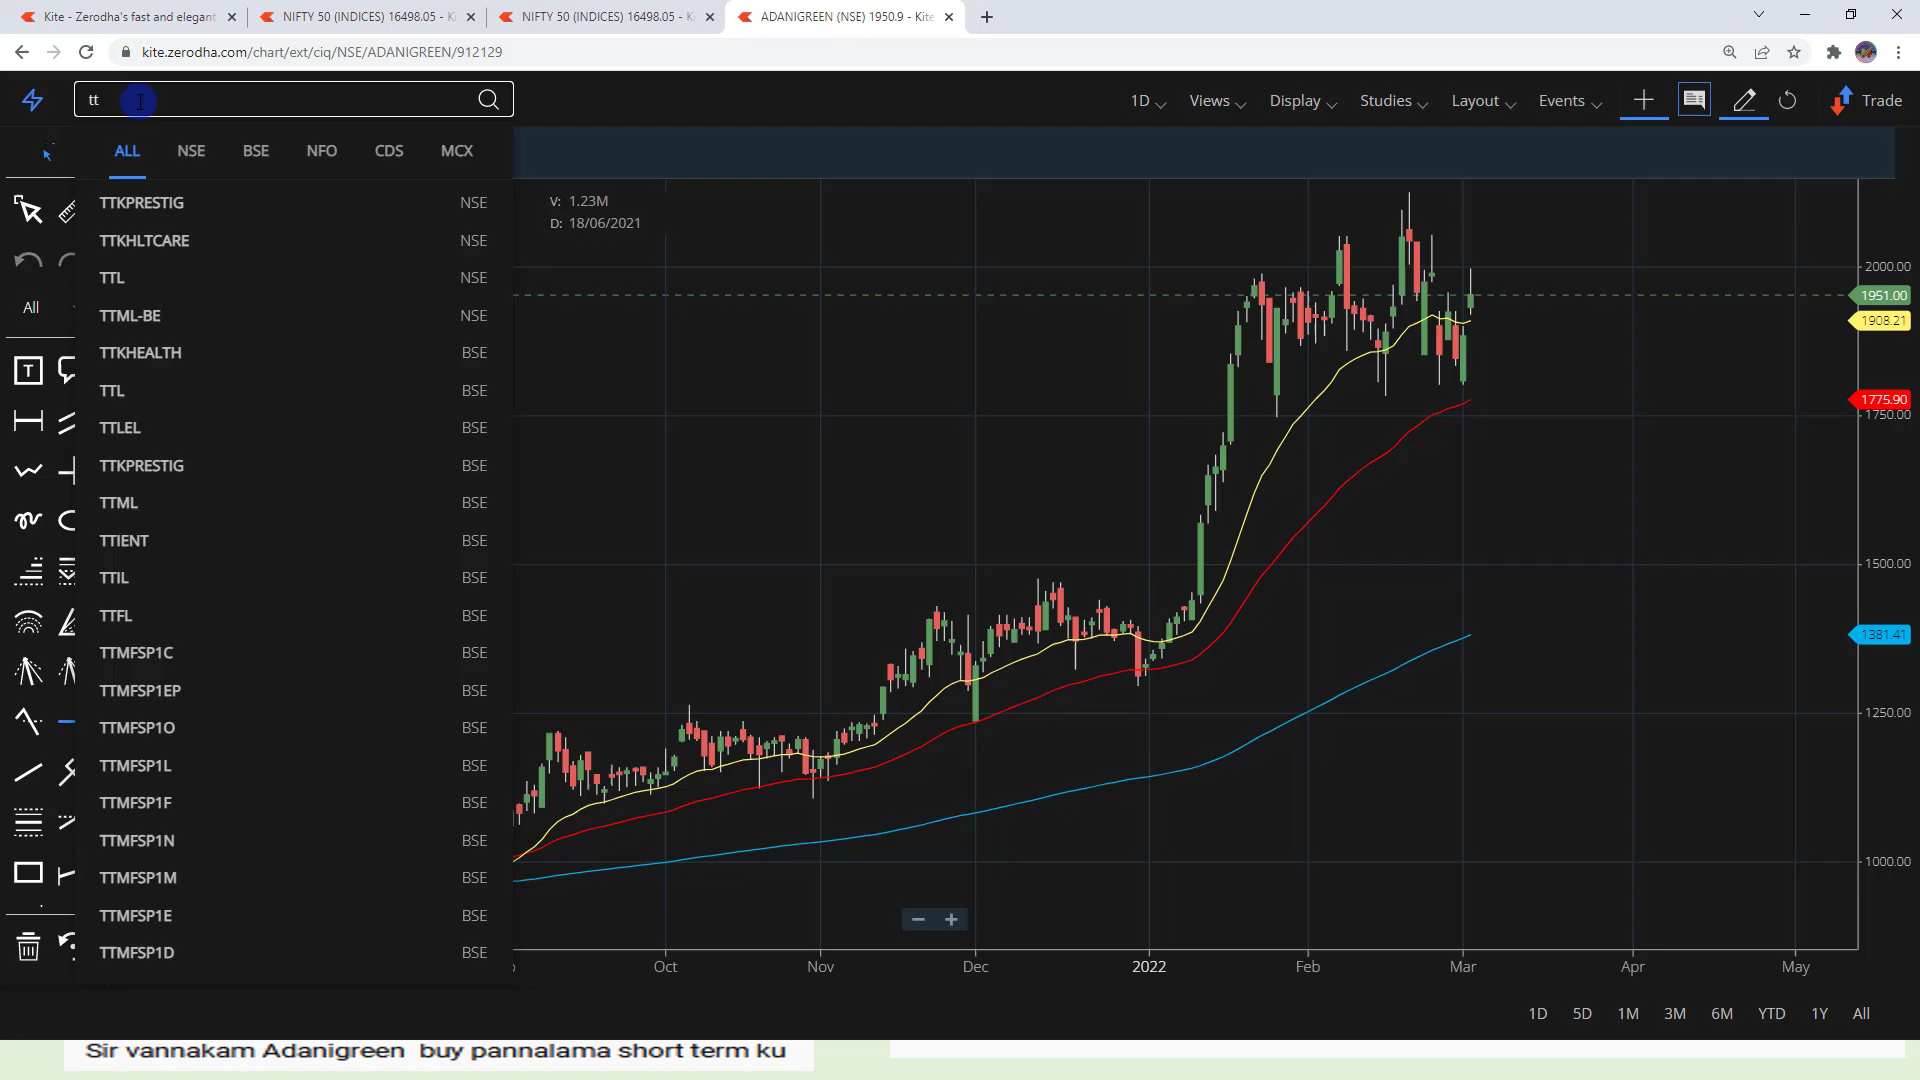 Kite - Zerodha's fast and elegant
NIFTY 50 (INDICES) 16498.05 - Ki
NIFTY 50 (INDICES) 16498.05 - Ki
ADANIGREEN (NSE) 1950.9 - Kite
kite.zerodha.com/chart/ext/ciq/NSE/ADANIGREEN/912129
tt
1D
Views
Display
Studies
Layout
Events
Trade
ALL
NSE
BSE
NFO
CDS
MCX
TTKPRESTIG NSE
TTKHLTCARE NSE
TTL NSE
TTML-BE NSE
TTKHEALTH BSE
TTL BSE
TTLEL BSE
TTKPRESTIG BSE
TTML BSE
TTIENT BSE
TTIL BSE
TTFL BSE
TTMFSP1C BSE
TTMFSP1EP BSE
TTMFSP1O BSE
TTMFSP1L BSE
TTMFSP1F BSE
TTMFSP1N BSE
TTMFSP1M BSE
TTMFSP1E BSE
TTMFSP1D BSE
All
T
V: 1.23M
D: 18/06/2021
2000.00
1951.00
1908.21
1775.90
1750.00
1500.00
1381.41
1250.00
1000.00
Oct
Nov
Dec
2022
Feb
Mar
Apr
May
1D
5D
1M
3M
6M
YTD
1Y
All
Sir vannakam Adanigreen buy pannalama short term ku